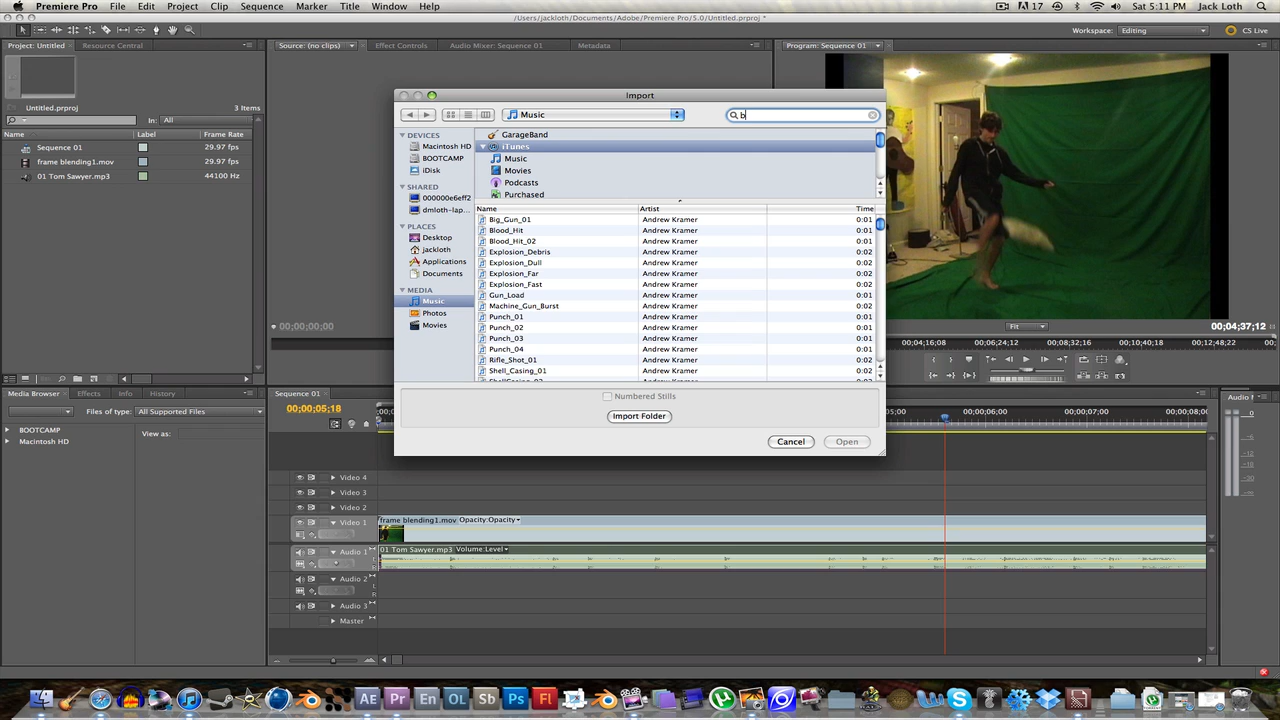 Premiere Pro File Edit Project Clip Sequence Marker Title Window Help 17 Sat 5:11 PM Jack Loth
/Users/jackloth/Documents/Adobe/Premiere Pro/5.0/Untitled.prproj *
Workspace: Editing CS Live
Project: Untitled Resource Central
Source: (no clips) Effect Controls Audio Mixer: Sequence 01 Metadata
Program: Sequence 01
Untitled.prproj 3 Items
In: All
Name Label Frame Rate
Sequence 01 29.97 fps
frame blending1.mov 29.97 fps
01 Tom Sawyer.mp3 44100 Hz
Import
Music b
DEVICES
Macintosh HD
BOOTCAMP
iDisk
SHARED
000000e6eff2
dmloth-lap...
PLACES
Desktop
jackloth
Applications
Documents
MEDIA
Music
Photos
Movies
GarageBand
iTunes
Music
Movies
Podcasts
Purchased
Name Artist Time
Big_Gun_01 Andrew Kramer 0:01
Blood_Hit Andrew Kramer 0:01
Blood_Hit_02 Andrew Kramer 0:01
Explosion_Debris Andrew Kramer 0:02
Explosion_Dull Andrew Kramer 0:02
Explosion_Far Andrew Kramer 0:02
Explosion_Fast Andrew Kramer 0:02
Gun_Load Andrew Kramer 0:01
Machine_Gun_Burst Andrew Kramer 0:02
Punch_01 Andrew Kramer 0:01
Punch_02 Andrew Kramer 0:01
Punch_03 Andrew Kramer 0:01
Punch_04 Andrew Kramer 0:01
Rifle_Shot_01 Andrew Kramer 0:02
Shell_Casing_01 Andrew Kramer 0:01
Numbered Stills
Import Folder
Cancel Open
00;00;00;00
Fit 00;04;37;12
00;04;16;08 00;06;24;12 00;08;32;16 00;10;40;18 00;12;48;22
Media Browser Effects Info History
Files of type: All Supported Files
BOOTCAMP
Macintosh HD
View as:
Sequence 01
00;00;05;18
00;00;06;00 00;00;07;00 00;00;08;00
Video 4
Video 3
Video 2
Video 1 frame blending1.mov Opacity:Opacity
Audio 1 01 Tom Sawyer.mp3 Volume:Level
Audio 2 L R
Audio 3
Master
Audio M
0
-6
-12
-18
AE Pr En OL Sb Ps Fl